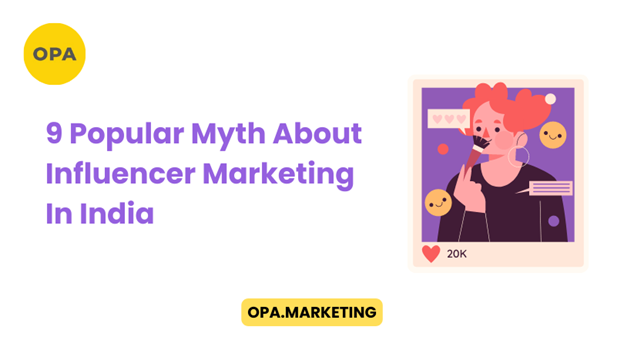 OPA
9 Popular Myth About
Influencer Marketing
In India
20K
OPA.MARKETING